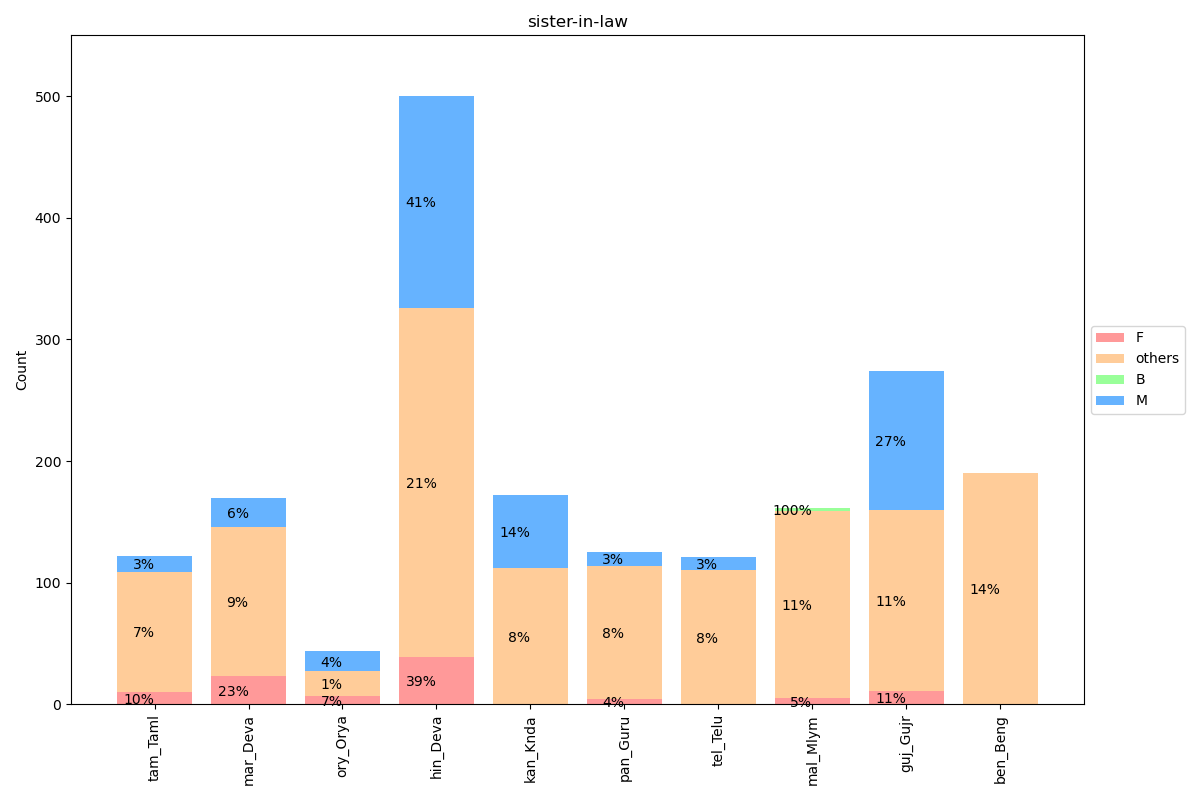 sister-in-law
500
400
300
200
100
0
Count
3%
7%
10%
6%
9%
23%
4%
1%
7%
41%
21%
39%
14%
8%
3%
8%
4%
3%
8%
100%
11%
5%
27%
11%
11%
14%
tam_Taml
mar_Deva
ory_Orya
hin_Deva
kan_Knda
pan_Guru
tel_Telu
mal_Mlym
guj_Gujr
ben_Beng
F
others
B
M